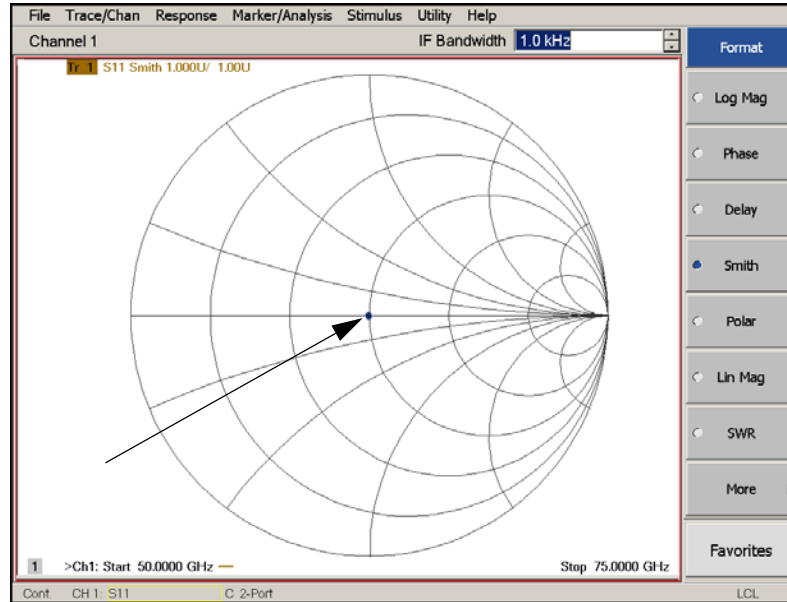 File Trace/Chan Response Marker/Analysis Stimulus Utility Help
Channel 1 IF Bandwidth 1.0 kHz
Tr 1 S11 Smith 1.000U/ 1.00U
Format
Log Mag
Phase
Delay
Smith
Polar
Lin Mag
SWR
More
Favorites
1 >Ch1: Start 50.0000 GHz — Stop 75.0000 GHz
Cont. CH 1: S11 C 2-Port LCL